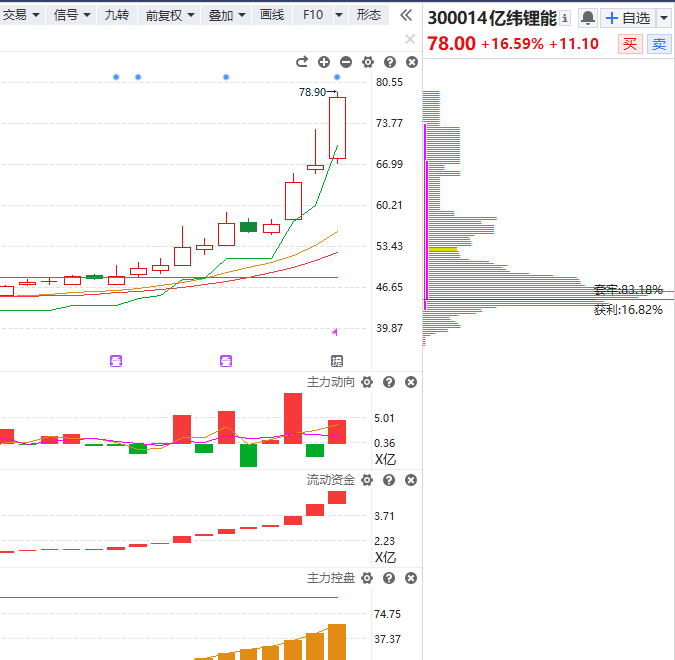 交易 信号 九转 前复权 叠加 画线 F10 形态
300014亿纬锂能 自选
78.00 +16.59% +11.10 买 卖
80.55
78.90
73.77
66.99
60.21
53.43
46.65
套牢:83.18%
获利:16.82%
39.87
主力动向
5.01
0.36
X亿
流动资金
3.71
2.23
X亿
主力控盘
74.75
37.37